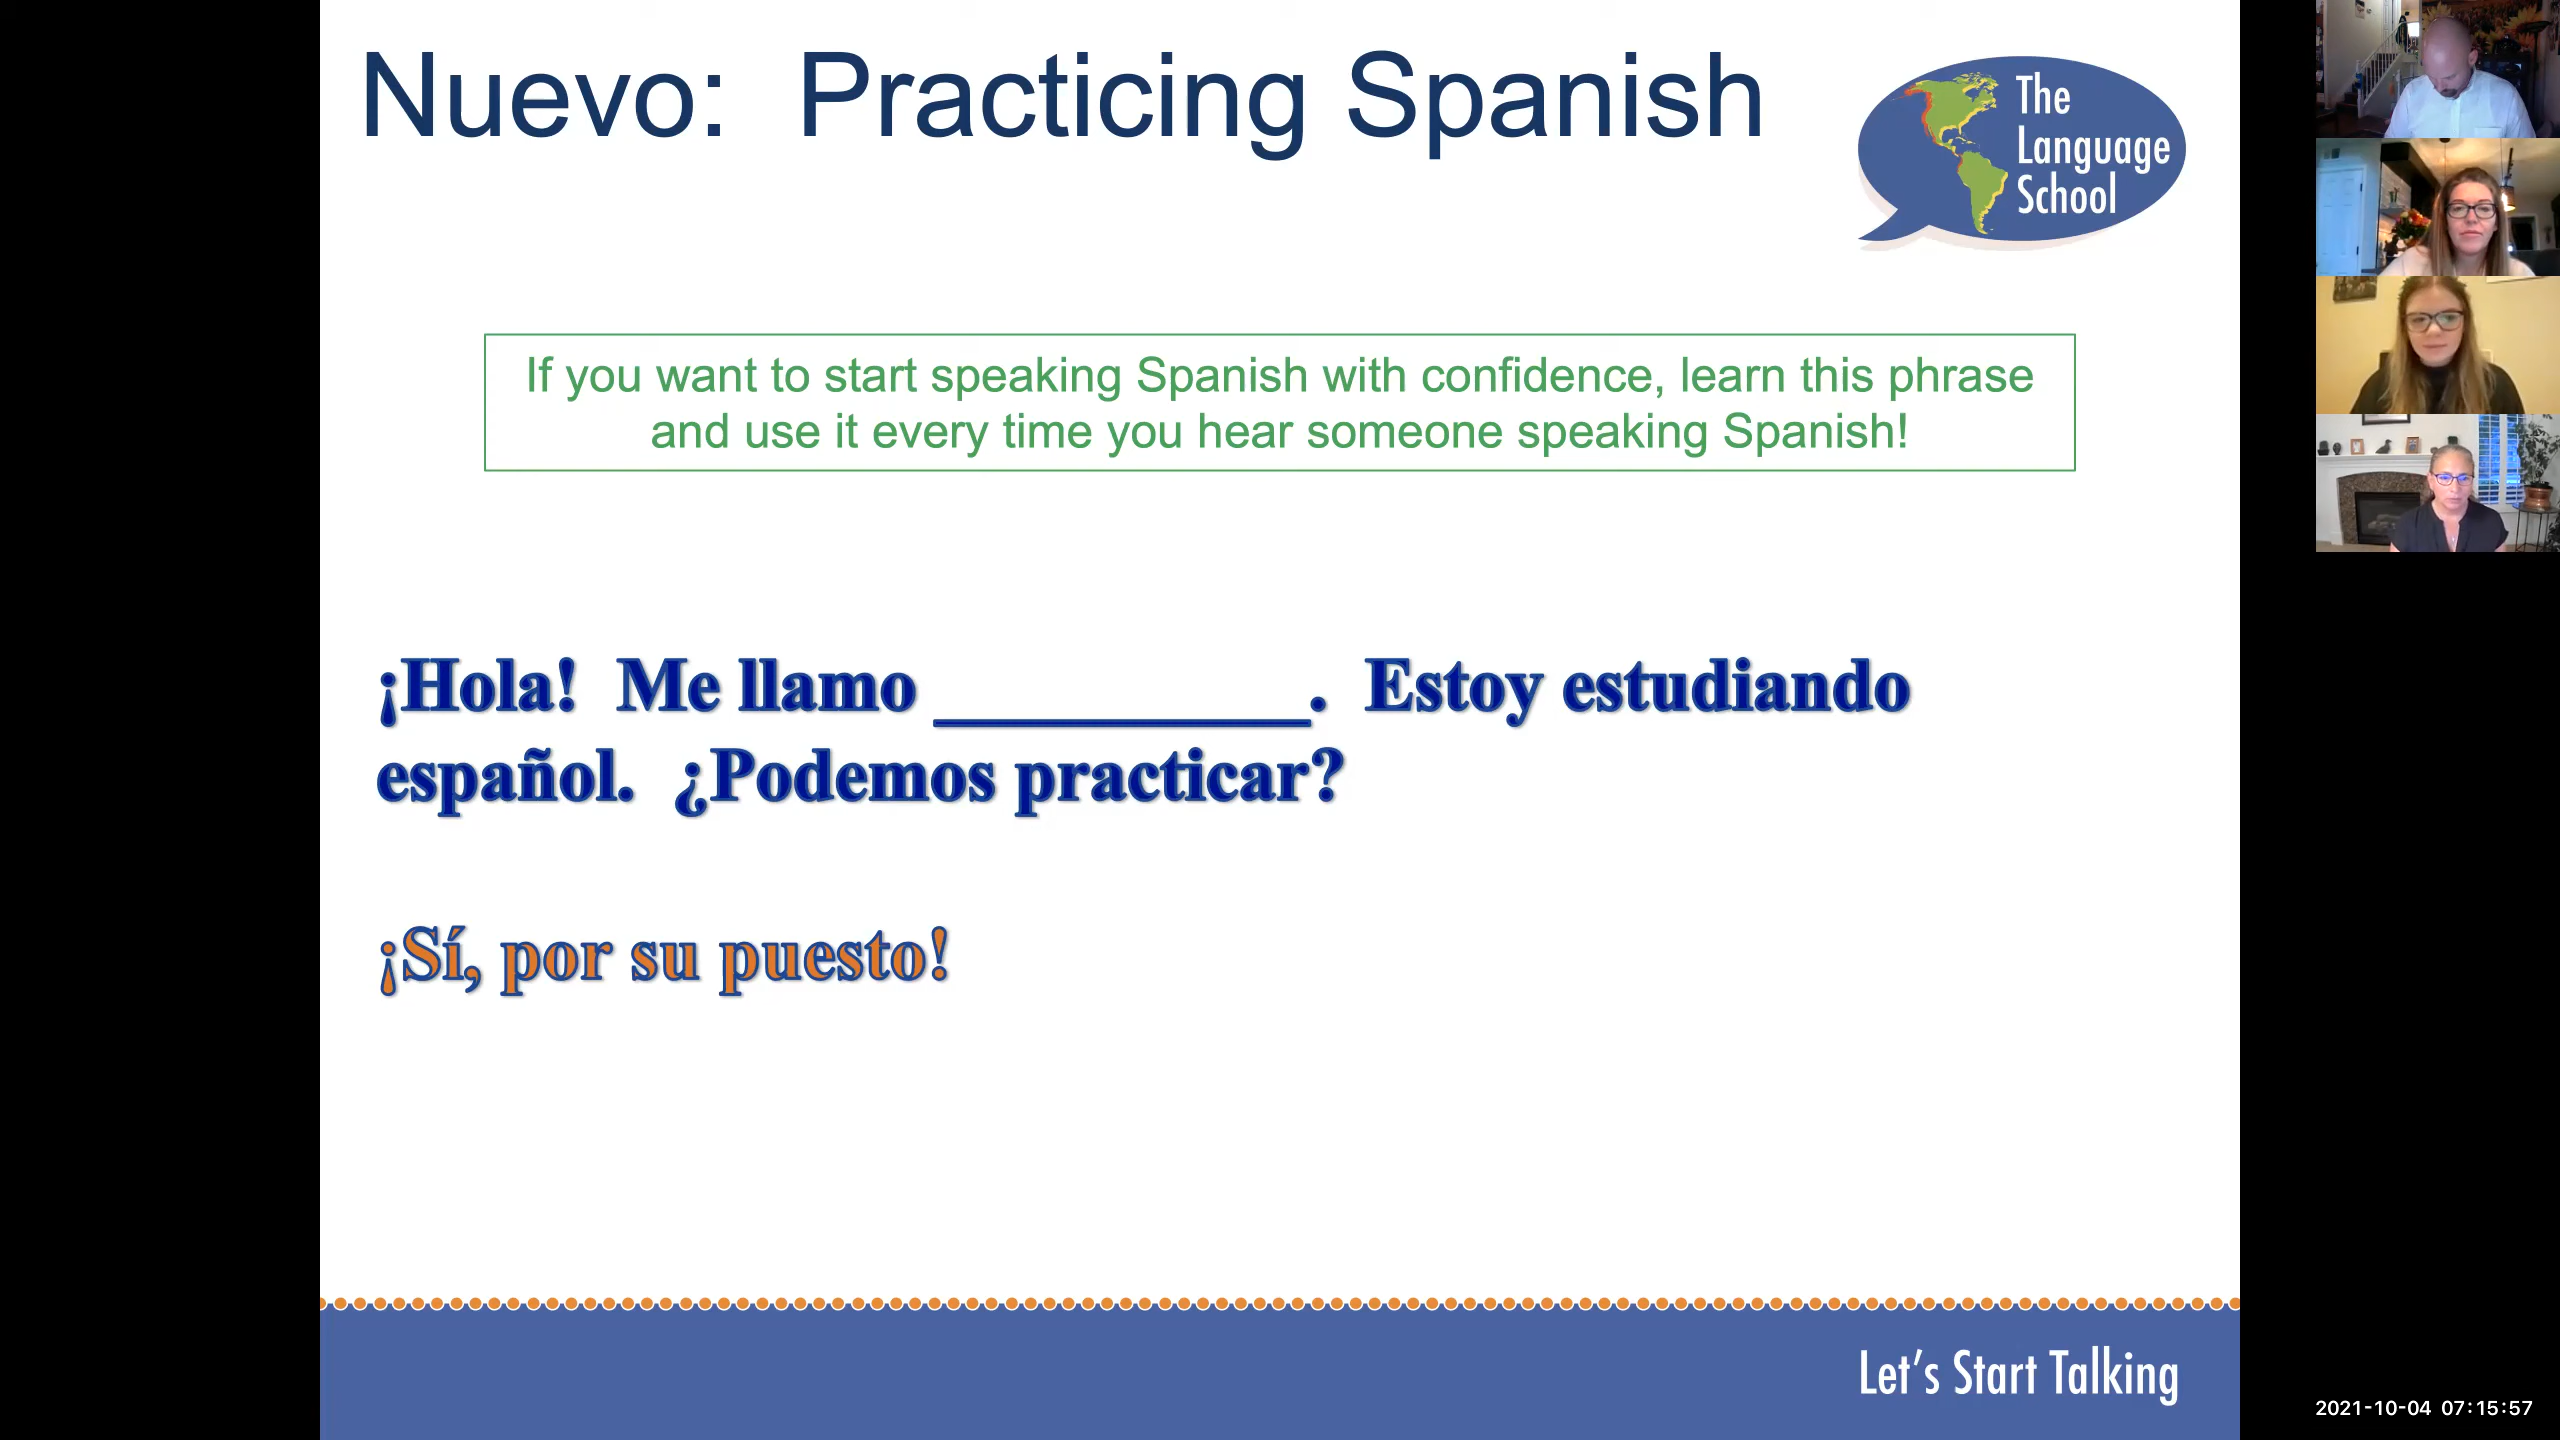 Nuevo:  Practicing Spanish
The
Language
School
If you want to start speaking Spanish with confidence, learn this phrase
and use it every time you hear someone speaking Spanish!
¡Hola!  Me llamo __________.  Estoy estudiando
español.  ¿Podemos practicar?
¡Sí, por su puesto!
Let's Start Talking
2021-10-04 07:15:57